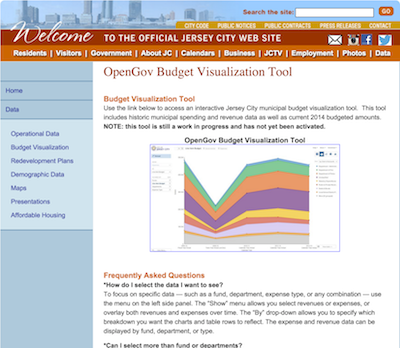 Search the site: GO
CITY CODE PUBLIC NOTICES PUBLIC CONTRACTS PRESS RELEASES CONTACT
Welcome TO THE OFFICIAL JERSEY CITY WEB SITE
Residents | Visitors | Government | About JC | Calendars | Business | JCTV | Employment | Photos | Data
Home
Data
Operational Data
Budget Visualization
Redevelopment Plans
Demographic Data
Maps
Presentations
Affordable Housing
OpenGov Budget Visualization Tool
Budget Visualization Tool
Use the link below to access an interactive Jersey City municipal budget visualization tool. This tool
includes historic municipal spending and revenue data as well as current 2014 budgeted amounts.
NOTE: this tool is still a work in progress and has not yet been activated.
OpenGov Budget Visualization Tool
Frequently Asked Questions
*How do I select the data I want to see?
To focus on specific data — such as a fund, department, expense type, or any combination — use
the menu on the left side panel. The "Show" menu allows you select revenues or expenses, or
overlay both revenues and expenses over time. The "By" drop-down allows you to specify which
breakdown you want the charts and table rows to reflect. The expense and revenue data can be
displayed by fund, department, or type.
*Can I select more than fund or departments?